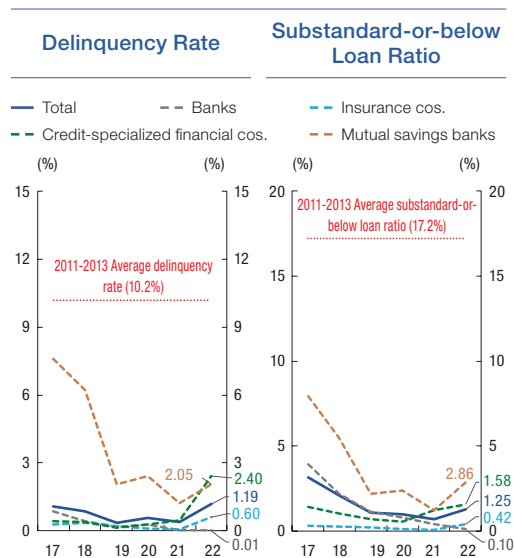 Delinquency Rate
Substandard-or-below
Loan Ratio
Total
Banks
Insurance cos.
Credit-specialized financial cos.
Mutual savings banks
(%)
(%)
15
15
12
12
9
9
6
6
3
3
0
0
2011-2013 Average delinquency
rate (10.2%)
2.05
2.40
1.19
0.60
0.01
17 18 19 20 21 22
(%)
(%)
20
20
15
15
10
10
5
5
0
0
2011-2013 Average substandard-or-
below loan ratio (17.2%)
2.86
1.58
1.25
0.42
0.10
17 18 19 20 21 22